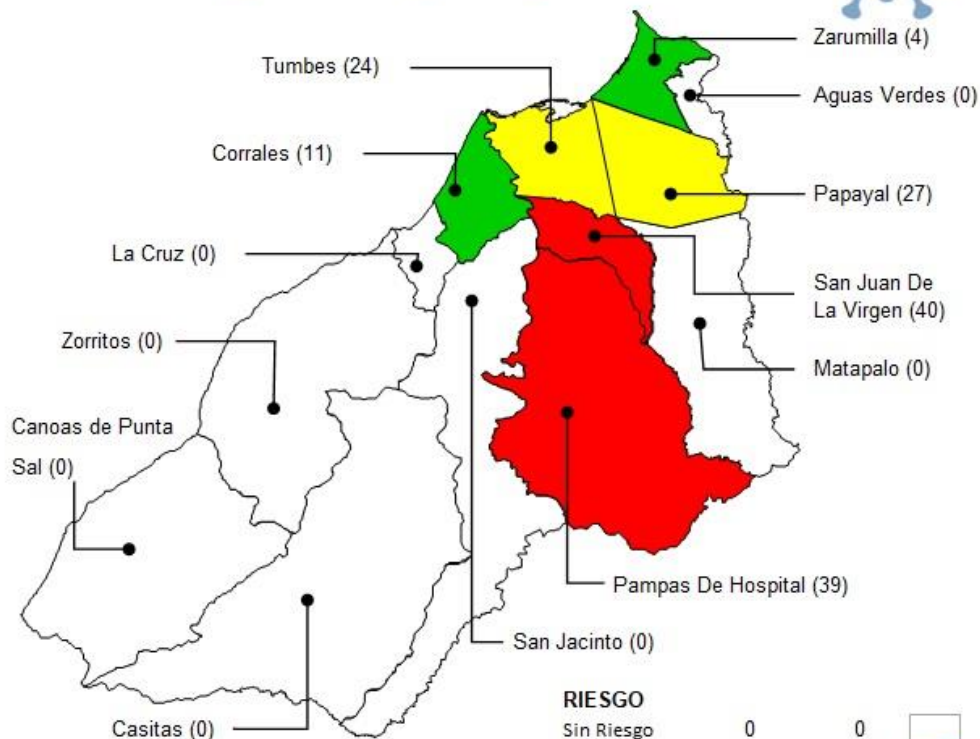 Zarumilla (4)
Tumbes (24)
Aguas Verdes (0)
Corrales (11)
Papayal (27)
La Cruz (0)
San Juan De
La Virgen (40)
Zorritos (0)
Matapalo (0)
Canoas de Punta
Sal (0)
Pampas De Hospital (39)
San Jacinto (0)
Casitas (0)
RIESGO
Sin Riesgo 0 0